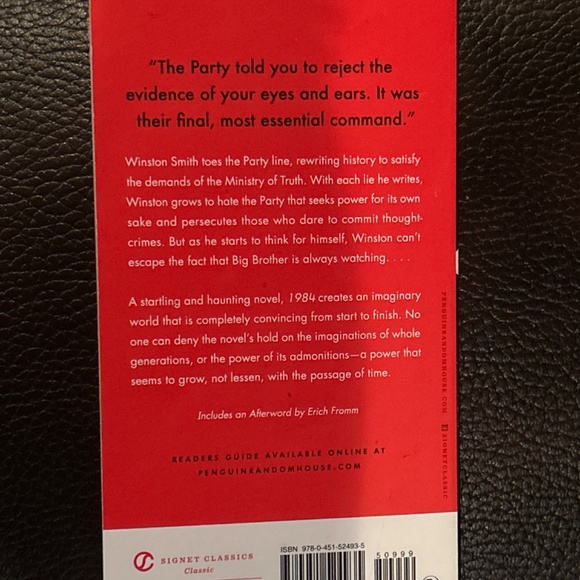 “The Party told you to reject the
evidence of your eyes and ears. It was
their final, most essential command.”
Winston Smith toes the Party line, rewriting history to satisfy
the demands of the Ministry of Truth. With each lie he writes,
Winston grows to hate the Party that seeks power for its own
sake and persecutes those who dare to commit thought-
crimes. But as he starts to think for himself, Winston can’t
escape the fact that Big Brother is always watching. . . .
A startling and haunting novel, 1984 creates an imaginary
world that is completely convincing from start to finish. No
one can deny the novel’s hold on the imaginations of whole
generations, or the power of its admonitions—a power that
seems to grow, not lessen, with the passage of time.
Includes an Afterword by Erich Fromm
READERS GUIDE AVAILABLE ONLINE AT
PENGUINRANDOMHOUSE.COM
PENGUINRANDOMHOUSE.COM SIGNETCLASSIC
SIGNET CLASSICS
Classic
ISBN 978-0-451-52493-5
50999